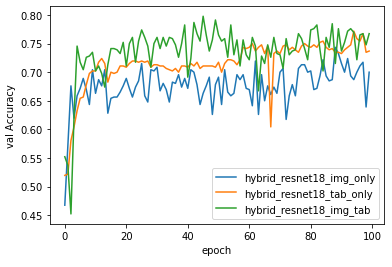 0.80
0.75
0.70
0.65
0.60
0.55
0.50
0.45
val Accuracy
hybrid_resnet18_img_only
hybrid_resnet18_tab_only
hybrid_resnet18_img_tab
0 20 40 60 80 100
epoch